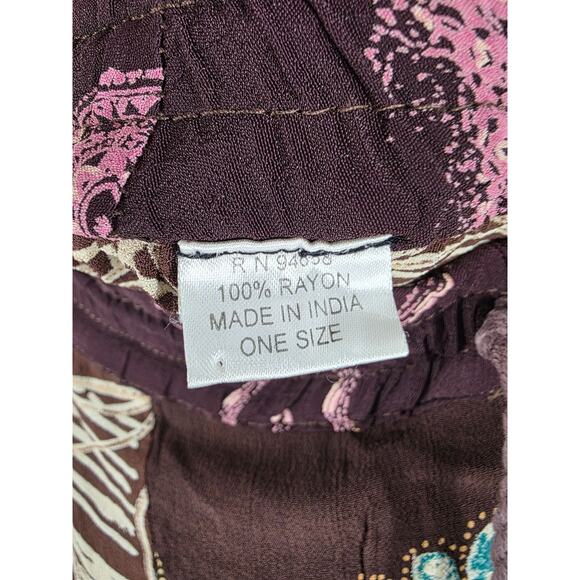 R N
100% RAYON
MADE IN INDIA
ONE SIZE